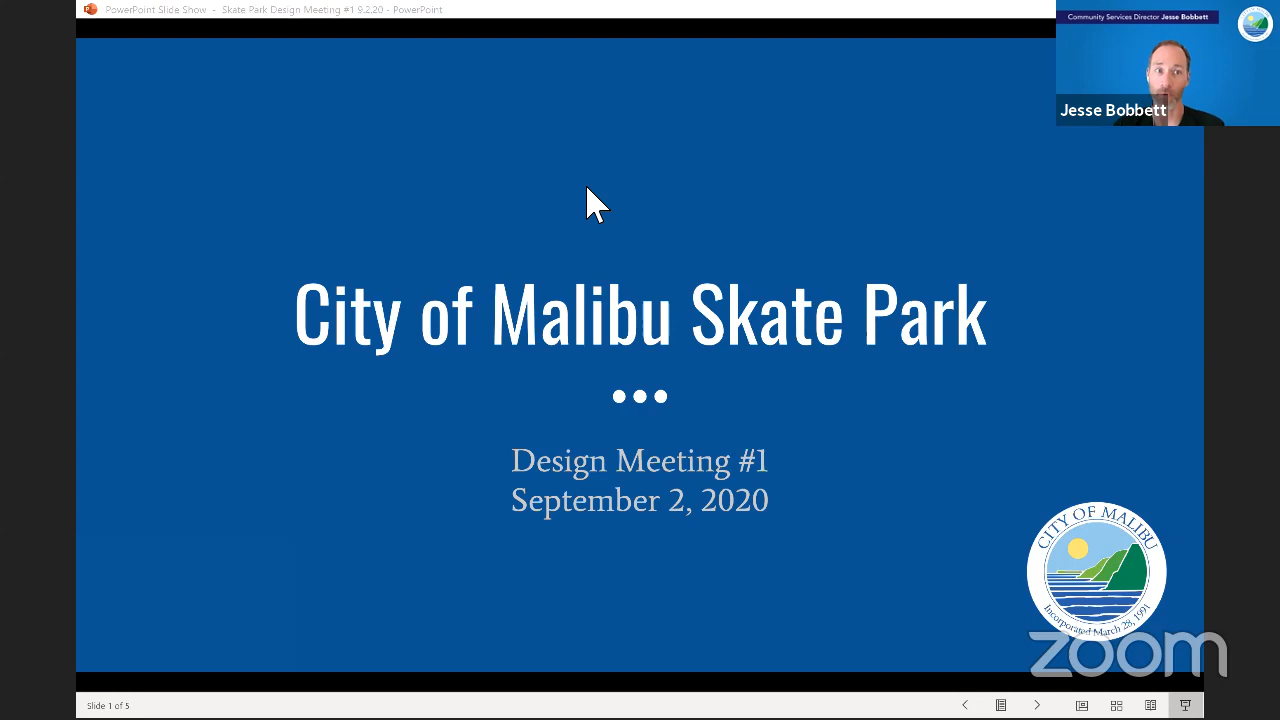 PowerPoint Slide Show - Skate Park Design Meeting #1 9.2.20 - PowerPoint
Community Services Director Jesse Bobbett
Jesse Bobbett
City of Malibu Skate Park
Design Meeting #1
September 2, 2020
CITY OF MALIBU
Incorporated March 28, 1991
zoom
Slide 1 of 5